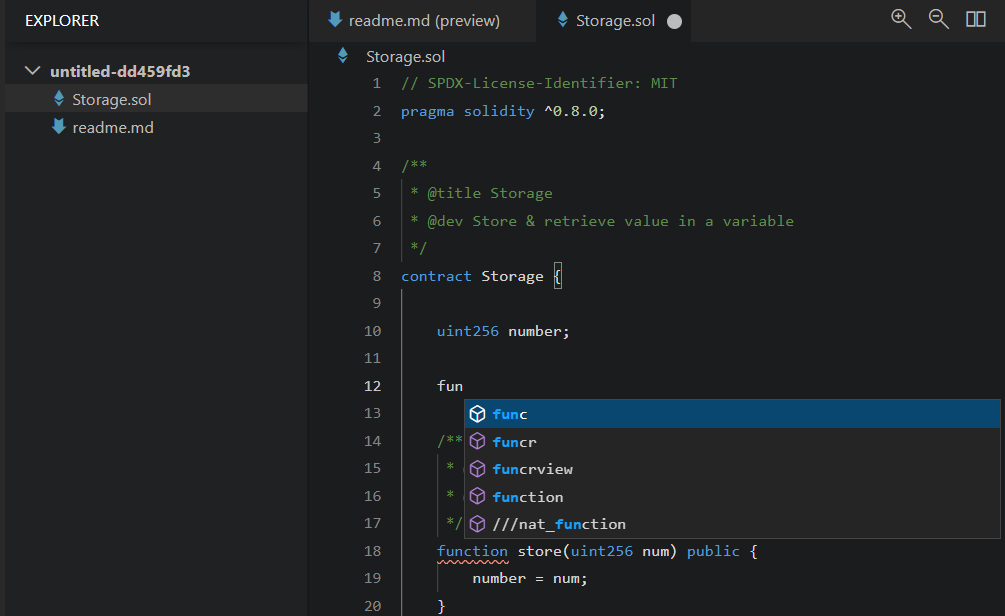 EXPLORER
untitled-dd459fd3
Storage.sol
readme.md
readme.md (preview)
Storage.sol
Storage.sol
1 // SPDX-License-Identifier: MIT
2 pragma solidity ^0.8.0;
3
4 /**
5 * @title Storage
6 * @dev Store & retrieve value in a variable
7 */
8 contract Storage {
9
10 uint256 number;
11
12 fun
13
func
funcr
funcrview
function
///nat_function
14 /**
15 *
16 *
17 */
18 function store(uint256 num) public {
19 number = num;
20 }